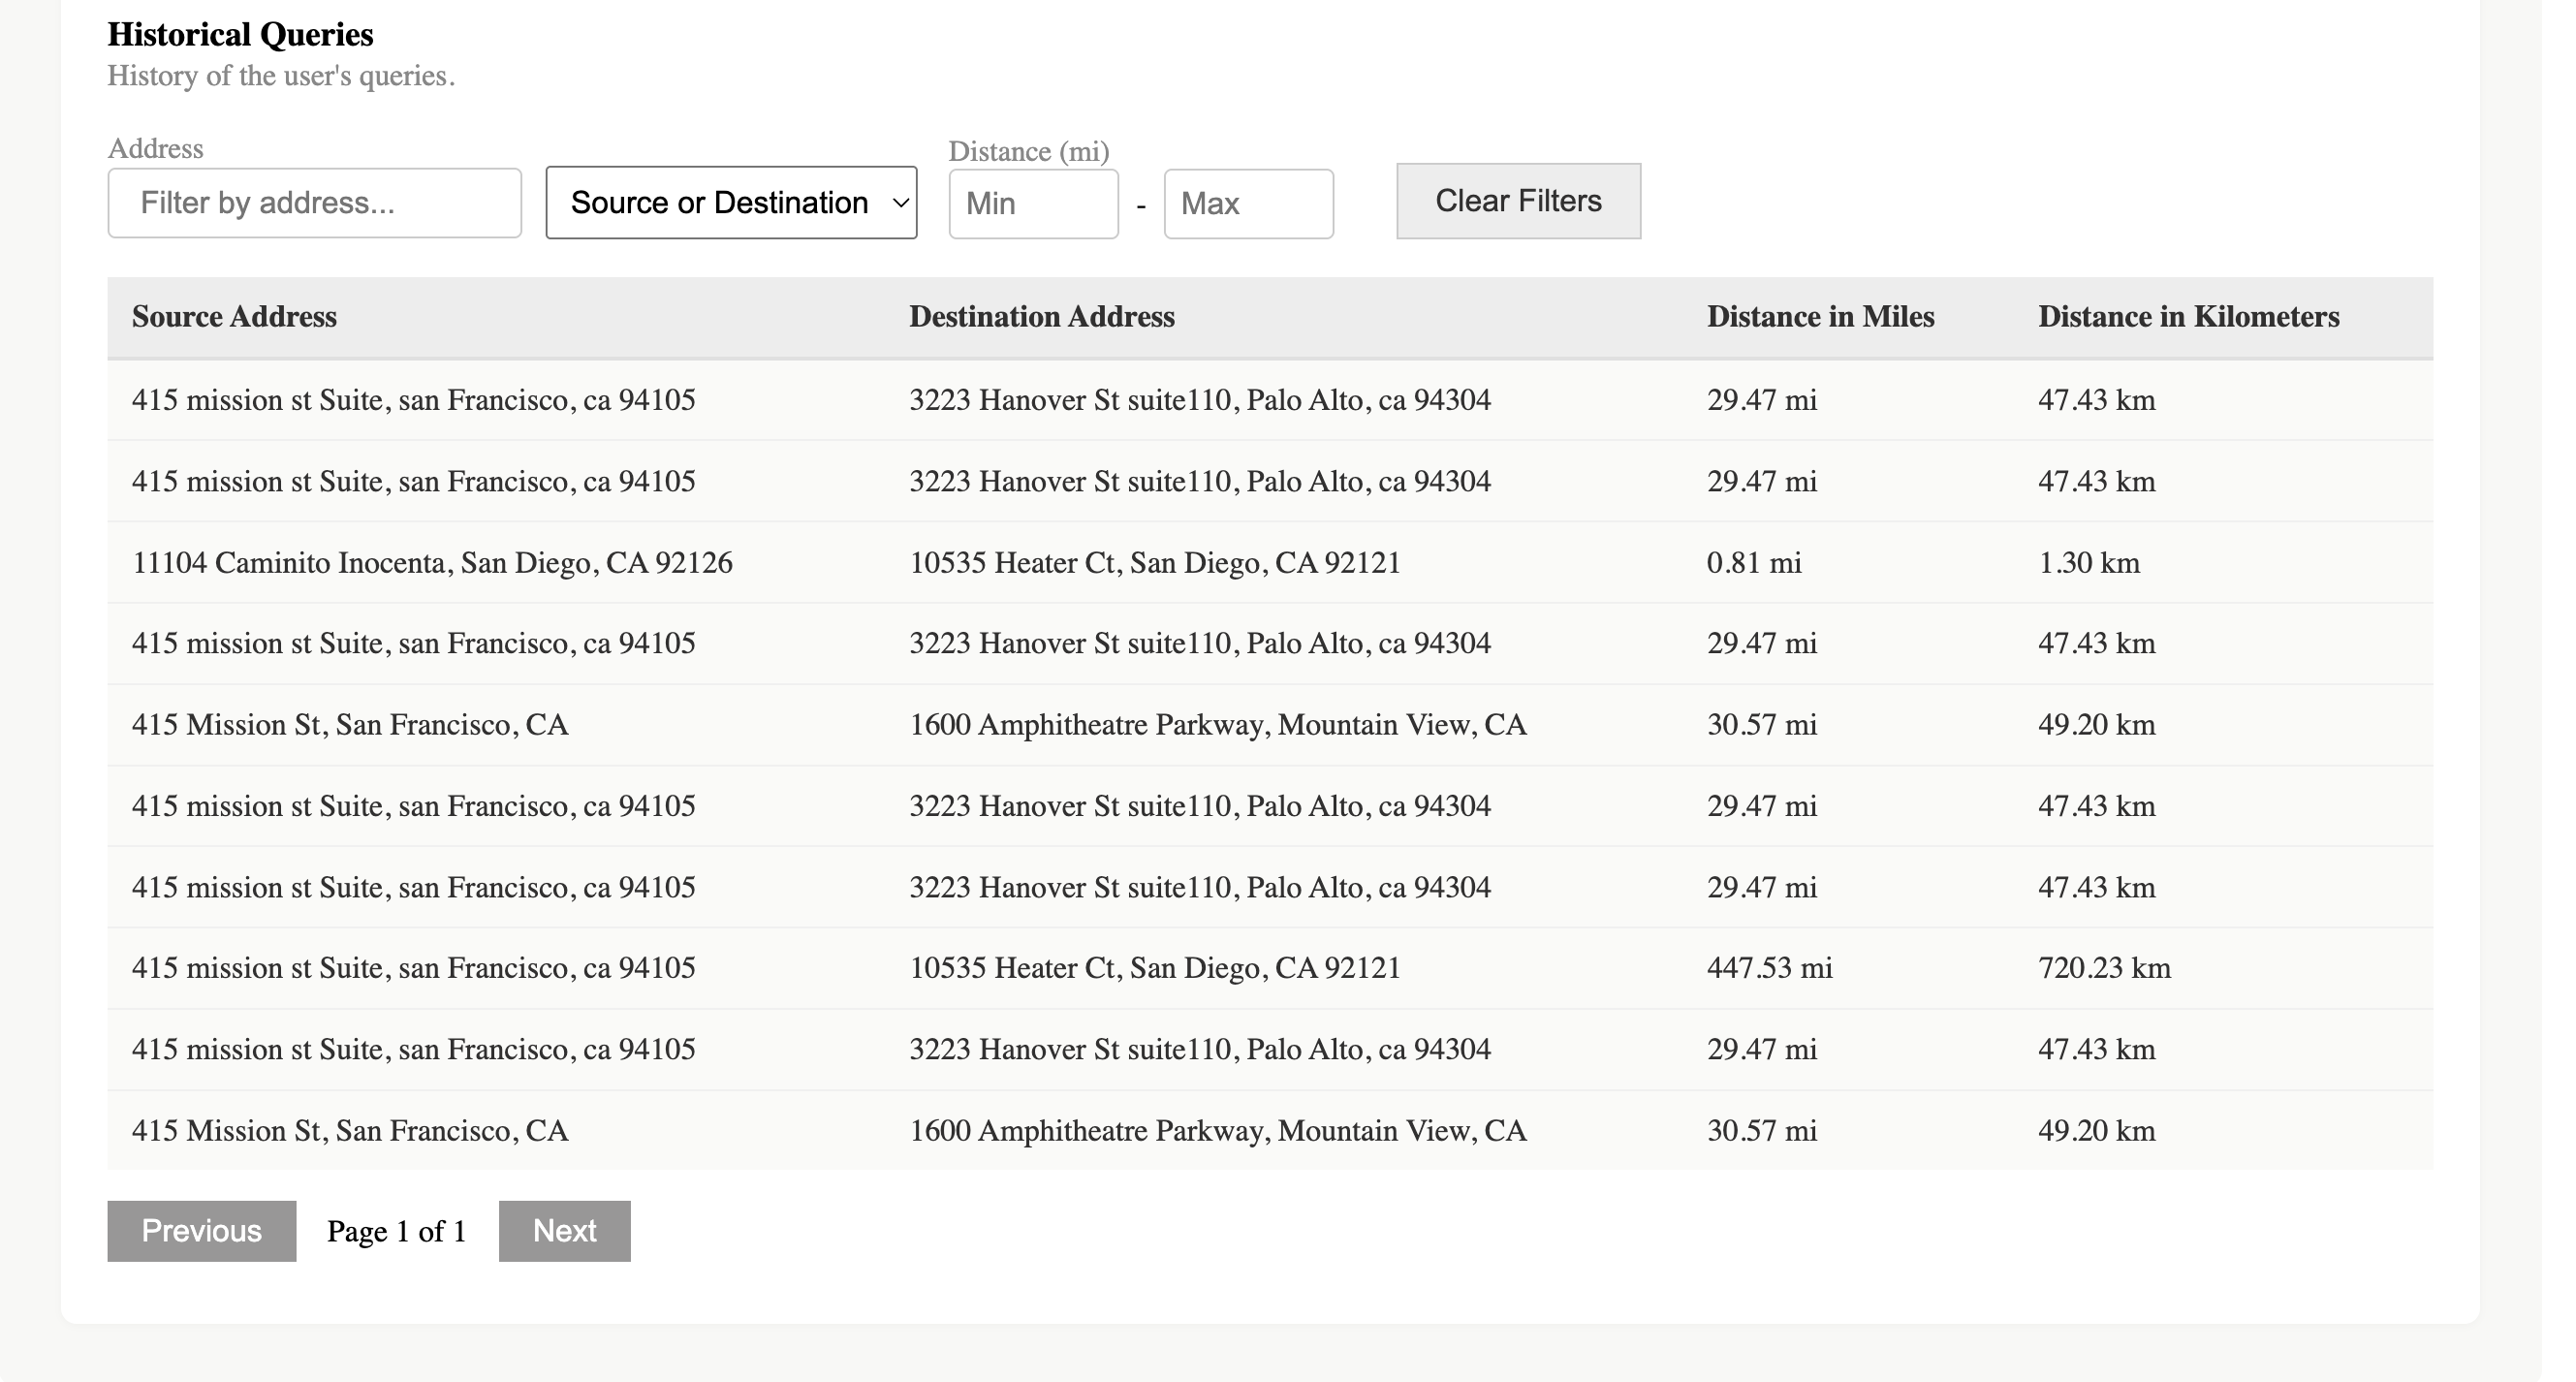 Historical Queries
History of the user's queries.
Address
Distance (mi)
Filter by address...
Source or Destination
Min
-
Max
Clear Filters
Source Address Destination Address Distance in Miles Distance in Kilometers
415 mission st Suite, san Francisco, ca 94105 3223 Hanover St suite110, Palo Alto, ca 94304 29.47 mi 47.43 km
415 mission st Suite, san Francisco, ca 94105 3223 Hanover St suite110, Palo Alto, ca 94304 29.47 mi 47.43 km
11104 Caminito Inocenta, San Diego, CA 92126 10535 Heater Ct, San Diego, CA 92121 0.81 mi 1.30 km
415 mission st Suite, san Francisco, ca 94105 3223 Hanover St suite110, Palo Alto, ca 94304 29.47 mi 47.43 km
415 Mission St, San Francisco, CA 1600 Amphitheatre Parkway, Mountain View, CA 30.57 mi 49.20 km
415 mission st Suite, san Francisco, ca 94105 3223 Hanover St suite110, Palo Alto, ca 94304 29.47 mi 47.43 km
415 mission st Suite, san Francisco, ca 94105 3223 Hanover St suite110, Palo Alto, ca 94304 29.47 mi 47.43 km
415 mission st Suite, san Francisco, ca 94105 10535 Heater Ct, San Diego, CA 92121 447.53 mi 720.23 km
415 mission st Suite, san Francisco, ca 94105 3223 Hanover St suite110, Palo Alto, ca 94304 29.47 mi 47.43 km
415 Mission St, San Francisco, CA 1600 Amphitheatre Parkway, Mountain View, CA 30.57 mi 49.20 km
Previous Page 1 of 1 Next